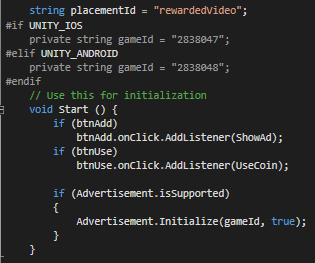 string placementId = "rewardedVideo";
#if UNITY_IOS
private string gameId = "2838047";
#elif UNITY_ANDROID
private string gameId = "2838048";
#endif
// Use this for initialization
void Start () {
if (btnAdd)
btnAdd.onClick.AddListener(ShowAd);
if (btnUse)
btnUse.onClick.AddListener(UseCoin);
if (Advertisement.isSupported)
{
Advertisement.Initialize(gameId, true);
}
}